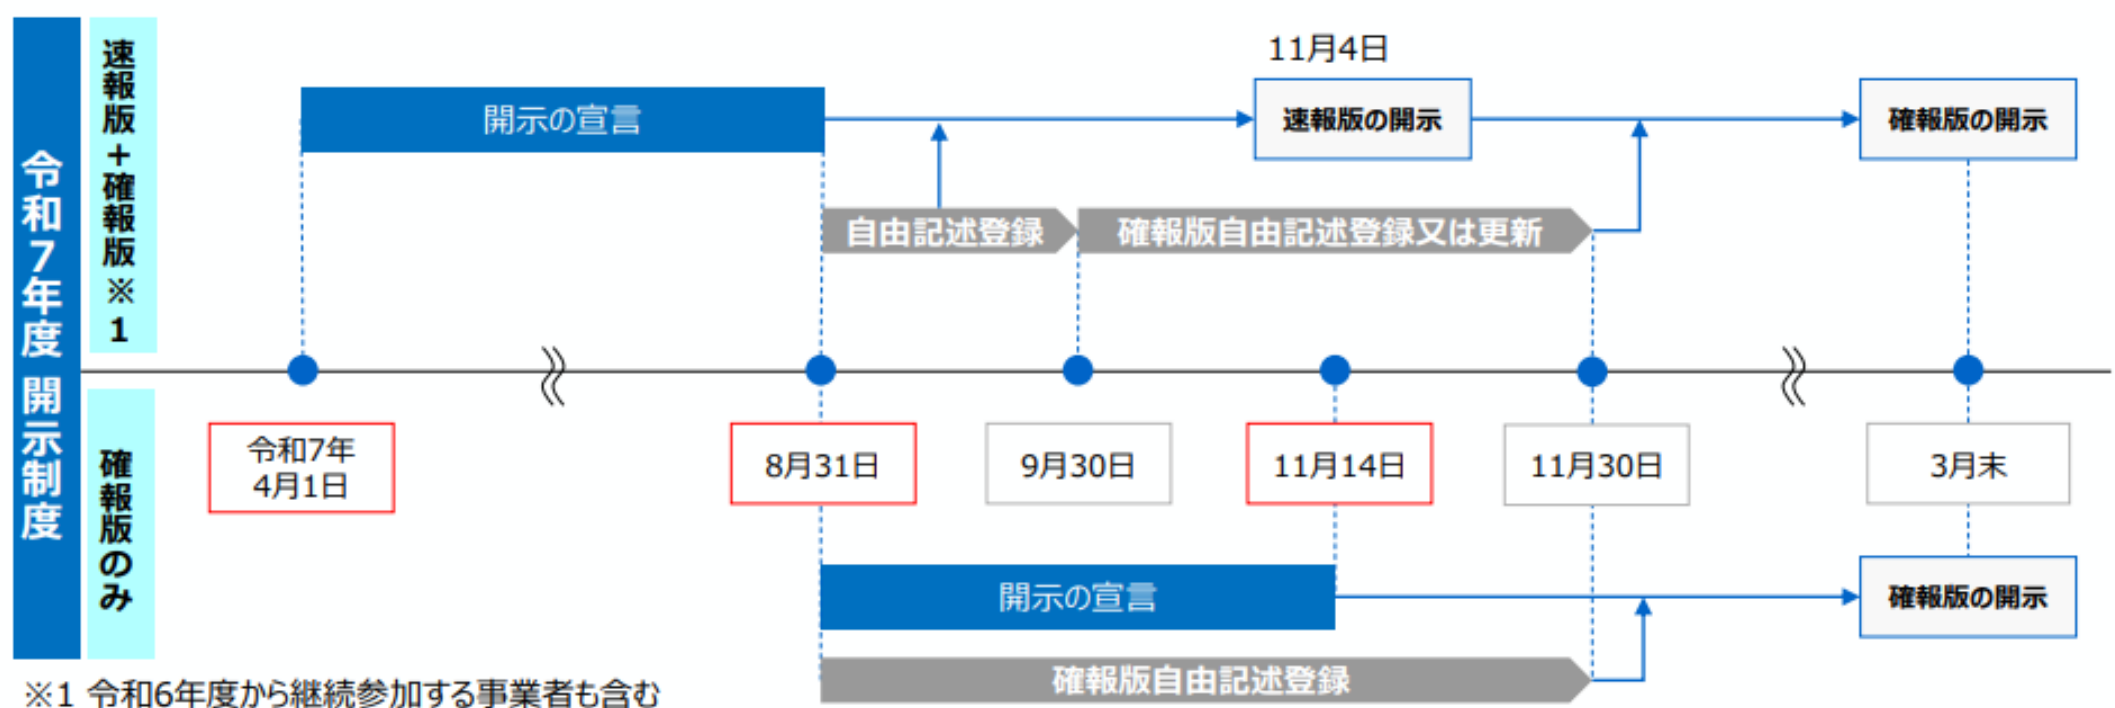 令和7年度 開示制度
速報版+確報版※1
11月4日
開示の宣言
速報版の開示
確報版の開示
自由記述登録
確報版自由記述登録又は更新
令和7年
4月1日
8月31日
9月30日
11月14日
11月30日
3月末
確報版のみ
開示の宣言
確報版の開示
確報版自由記述登録
※1 令和6年度から継続参加する事業者も含む